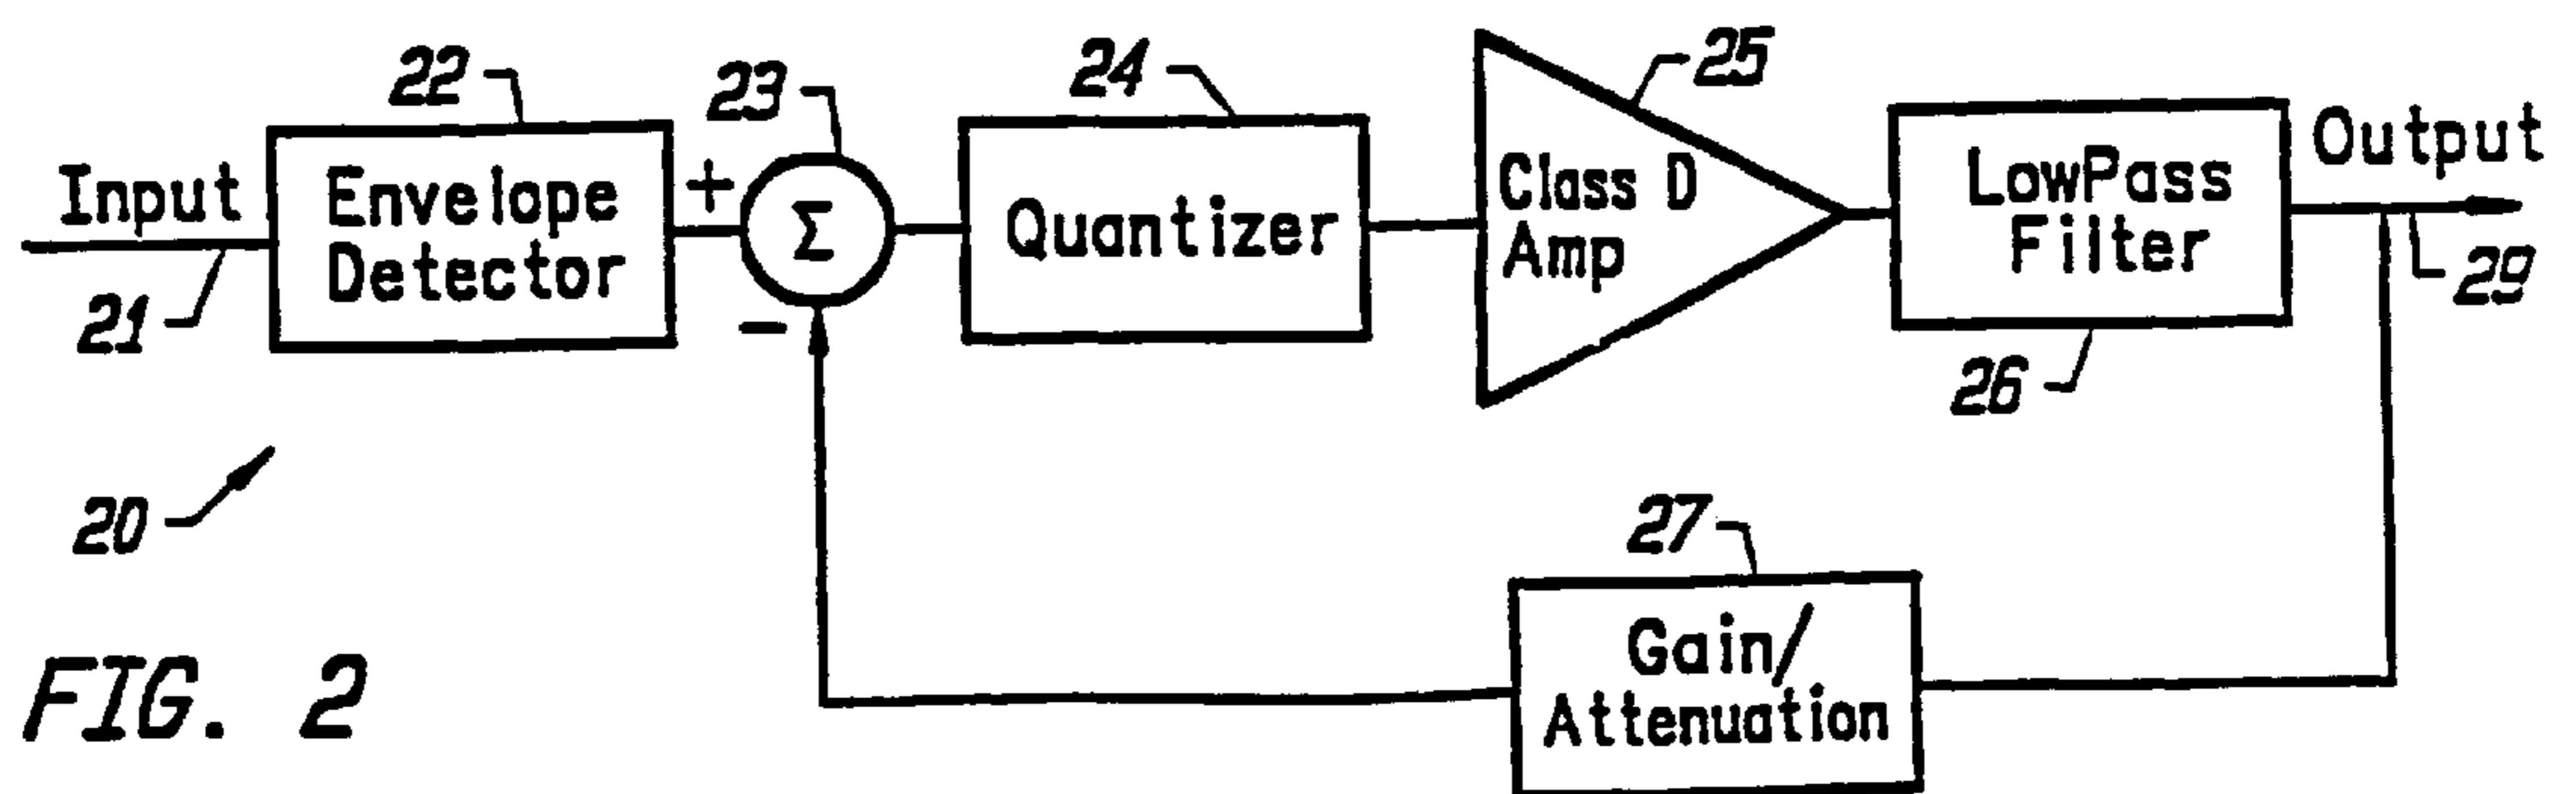 22
23
24
25
Input
Envelope
Detector
+
Σ
Quantizer
Class D
Amp
LowPass
Filter
Output
21
−
26
29
20
27
Gain/
Attenuation
FIG. 2